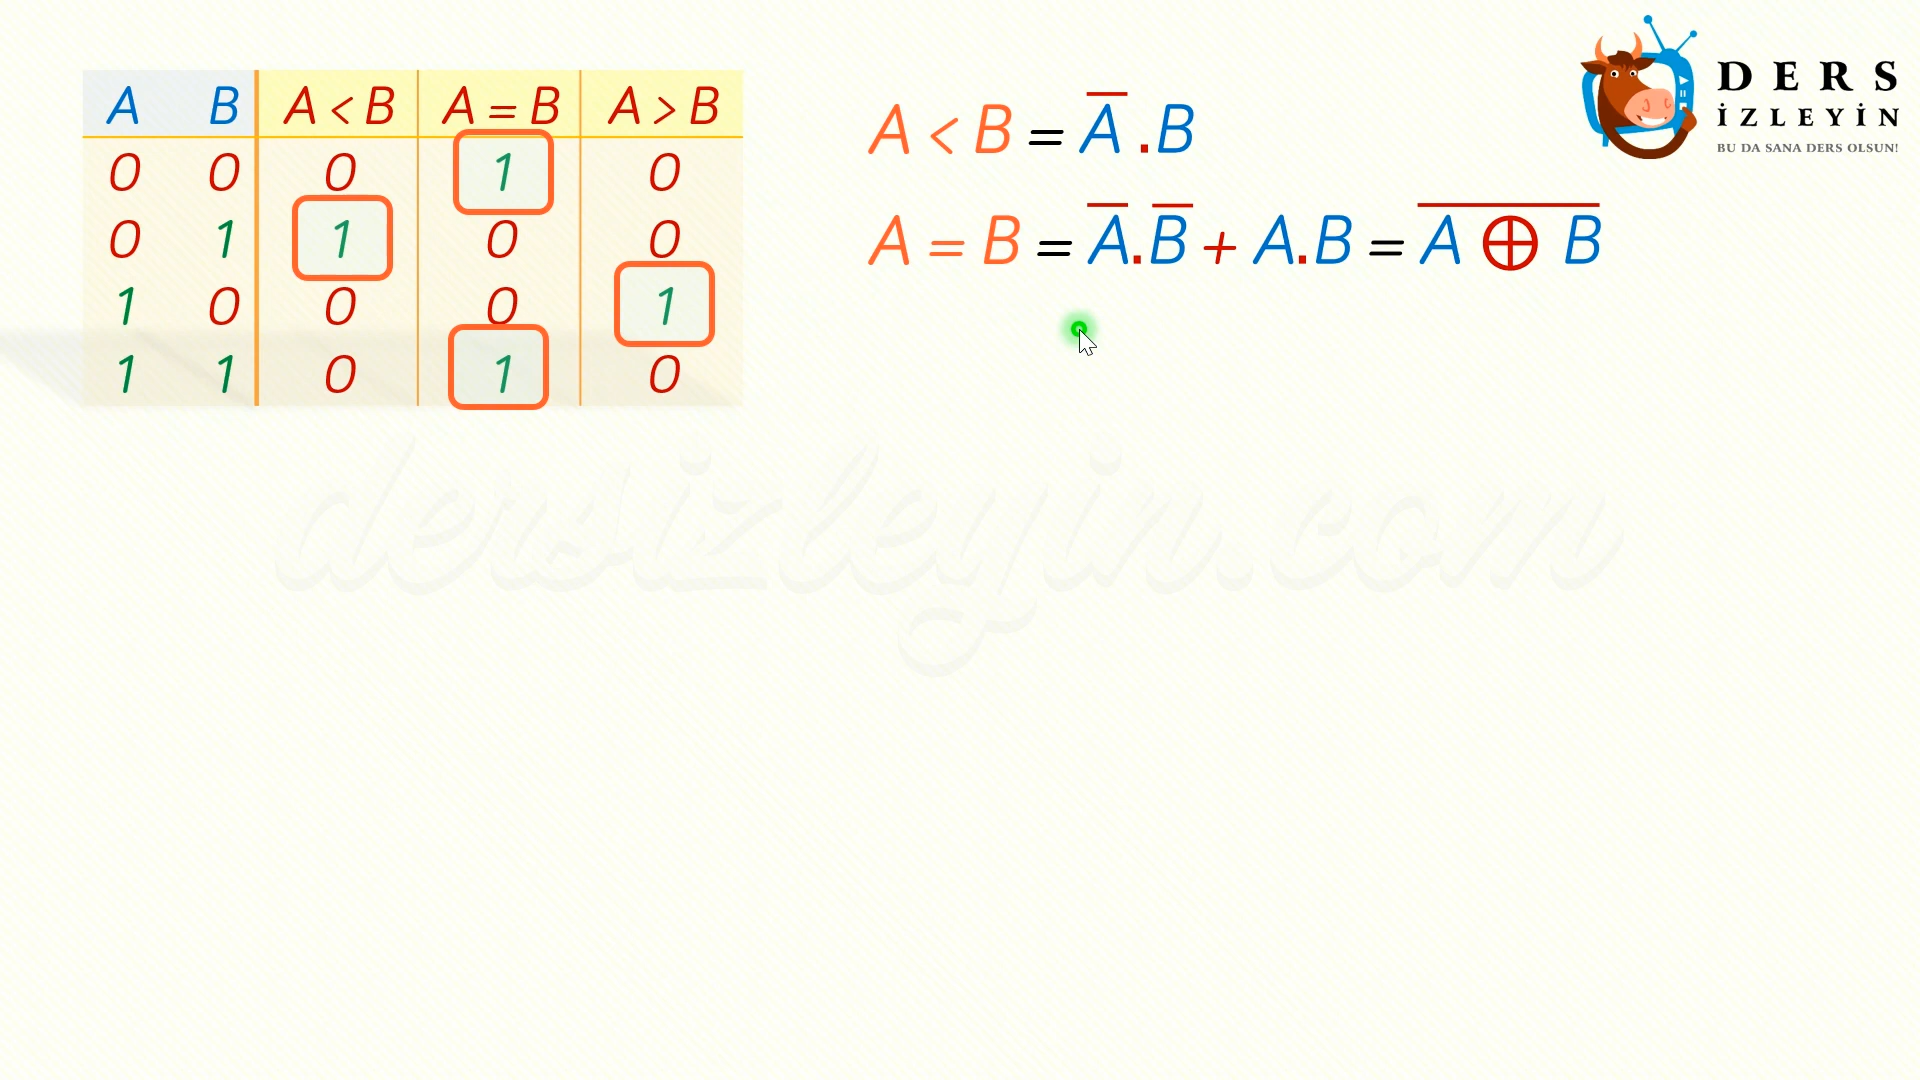 A B A < B A = B A > B
0 0 0 1 0
0 1 1 0 0
1 0 0 0 1
1 1 0 1 0
A < B = A̅ . B
A = B = A̅.B̅ + A.B = A̅ ̅⊕̅ ̅B̅
DERS
İZLEYİN
BU DA SANA DERS OLSUN!
dersizleyin.com